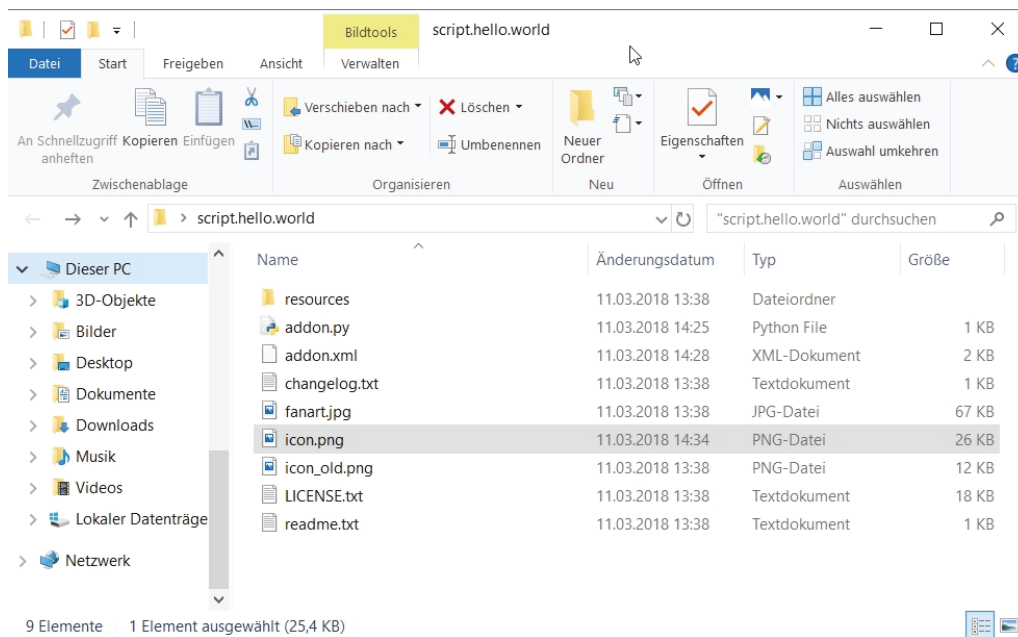 Bildtools script.hello.world
Datei Start Freigeben Ansicht Verwalten
An Schnellzugriff anheften
Kopieren
Einfügen
Zwischenablage
Verschieben nach
Kopieren nach
Löschen
Umbenennen
Organisieren
Neuer
Ordner
Neu
Eigenschaften
Öffnen
Alles auswählen
Nichts auswählen
Auswahl umkehren
Auswählen
script.hello.world
"script.hello.world" durchsuchen
Dieser PC
3D-Objekte
Bilder
Desktop
Dokumente
Downloads
Musik
Videos
Lokaler Datenträge
Netzwerk
Name Änderungsdatum Typ Größe
resources 11.03.2018 13:38 Dateiordner
addon.py 11.03.2018 14:25 Python File 1 KB
addon.xml 11.03.2018 14:28 XML-Dokument 2 KB
changelog.txt 11.03.2018 13:38 Textdokument 1 KB
fanart.jpg 11.03.2018 13:38 JPG-Datei 67 KB
icon.png 11.03.2018 14:34 PNG-Datei 26 KB
icon_old.png 11.03.2018 13:38 PNG-Datei 12 KB
LICENSE.txt 11.03.2018 13:38 Textdokument 18 KB
readme.txt 11.03.2018 13:38 Textdokument 1 KB
9 Elemente 1 Element ausgewählt (25,4 KB)